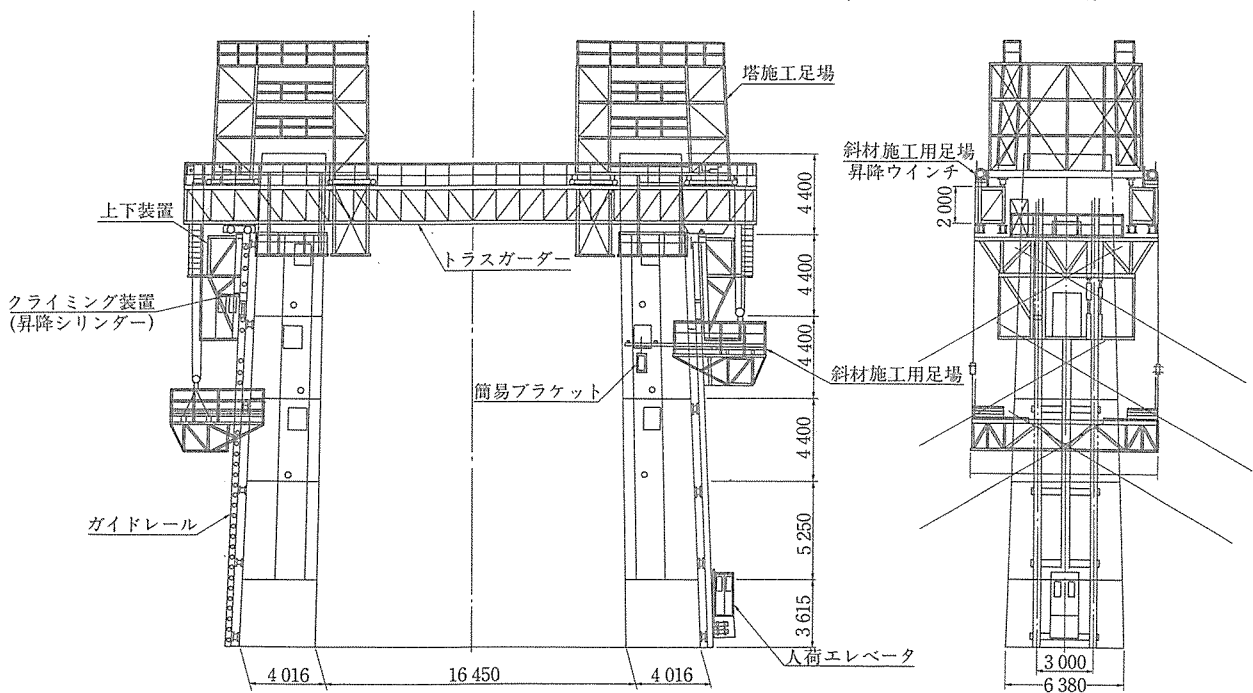 塔施工足場
斜材施工用足場
昇降ウインチ
上下装置
4 400
2 000
トラスガーダー
4 400
クライミング装置
(昇降シリンダー)
4 400
斜材施工用足場
簡易ブラケット
4 400
ガイドレール
5 250
3 615
人荷エレベータ
4 016
16 450
4 016
3 000
6 380